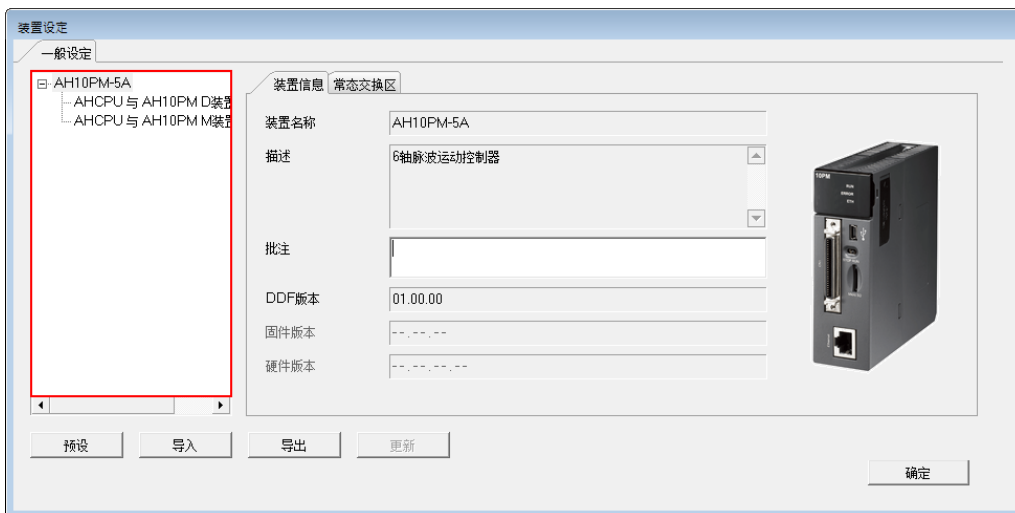 装置设定
一般设定
AH10PM-5A
AHCPU 与 AH10PM D装置
AHCPU 与 AH10PM M装置
装置信息 常态交换区
装置名称 AH10PM-5A
描述 6轴脉波运动控制器
批注
DDF版本 01.00.00
固件版本 --.--.--
硬件版本 --.--.--.--
10PM
RUN
ERROR
ETH
预设 导入 导出 更新
确定